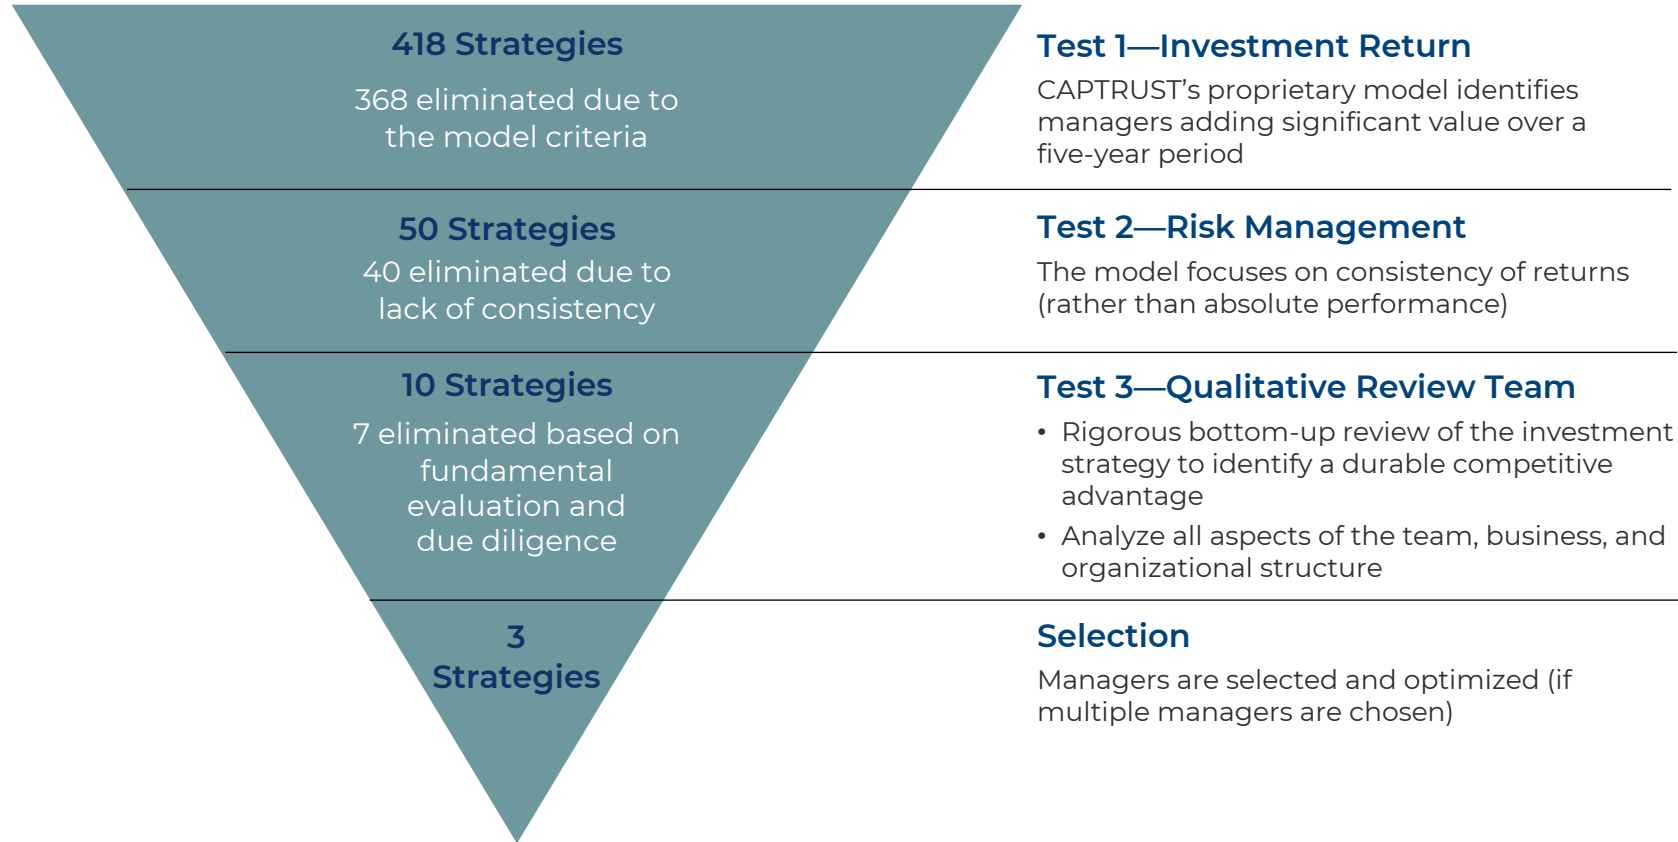 418 Strategies
368 eliminated due to
the model criteria
Test 1—Investment Return
CAPTRUST’s proprietary model identifies
managers adding significant value over a
five-year period
50 Strategies
40 eliminated due to
lack of consistency
Test 2—Risk Management
The model focuses on consistency of returns
(rather than absolute performance)
10 Strategies
7 eliminated based on
fundamental
evaluation and
due diligence
Test 3—Qualitative Review Team
• Rigorous bottom-up review of the investment
strategy to identify a durable competitive
advantage
• Analyze all aspects of the team, business, and
organizational structure
3
Strategies
Selection
Managers are selected and optimized (if
multiple managers are chosen)